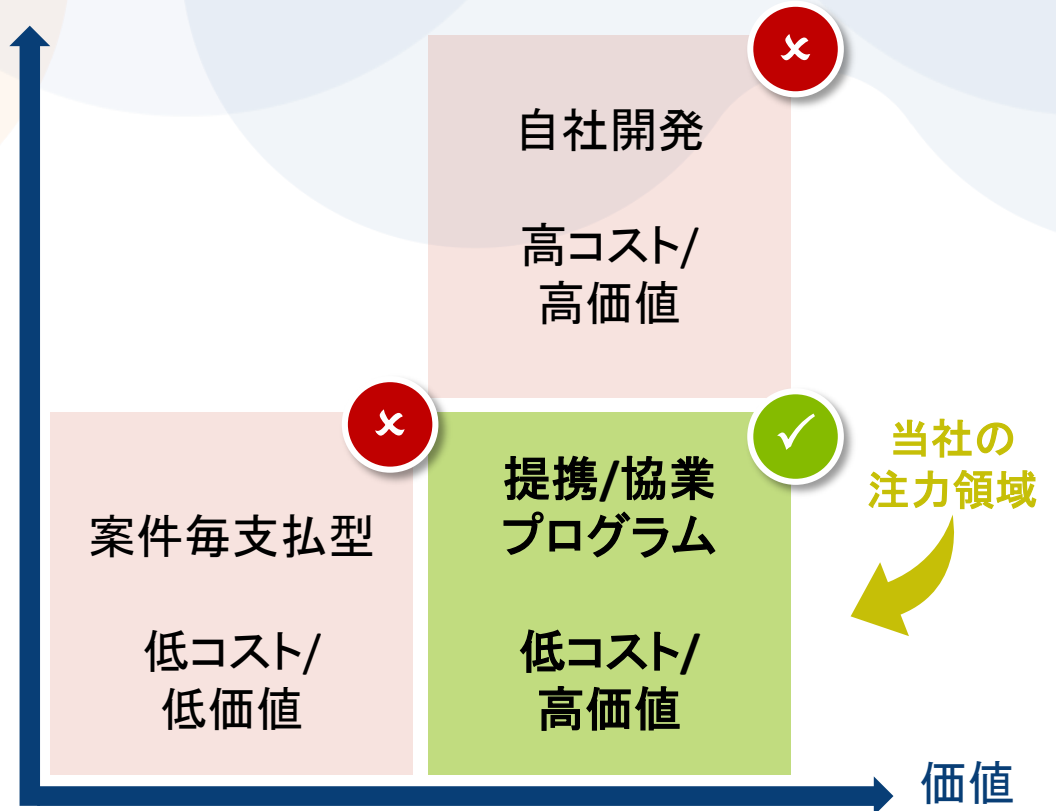 自社開発
高コスト/
高価値
案件毎支払型
低コスト/
低価値
提携/協業
プログラム
低コスト/
高価値
当社の
注力領域
価値